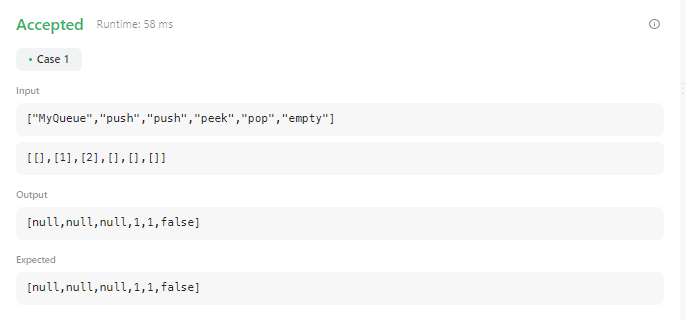 Accepted Runtime: 58 ms
• Case 1
Input
["MyQueue","push","push","peek","pop","empty"]
[[],[1],[2],[],[],[]]
Output
[null,null,null,1,1,false]
Expected
[null,null,null,1,1,false]